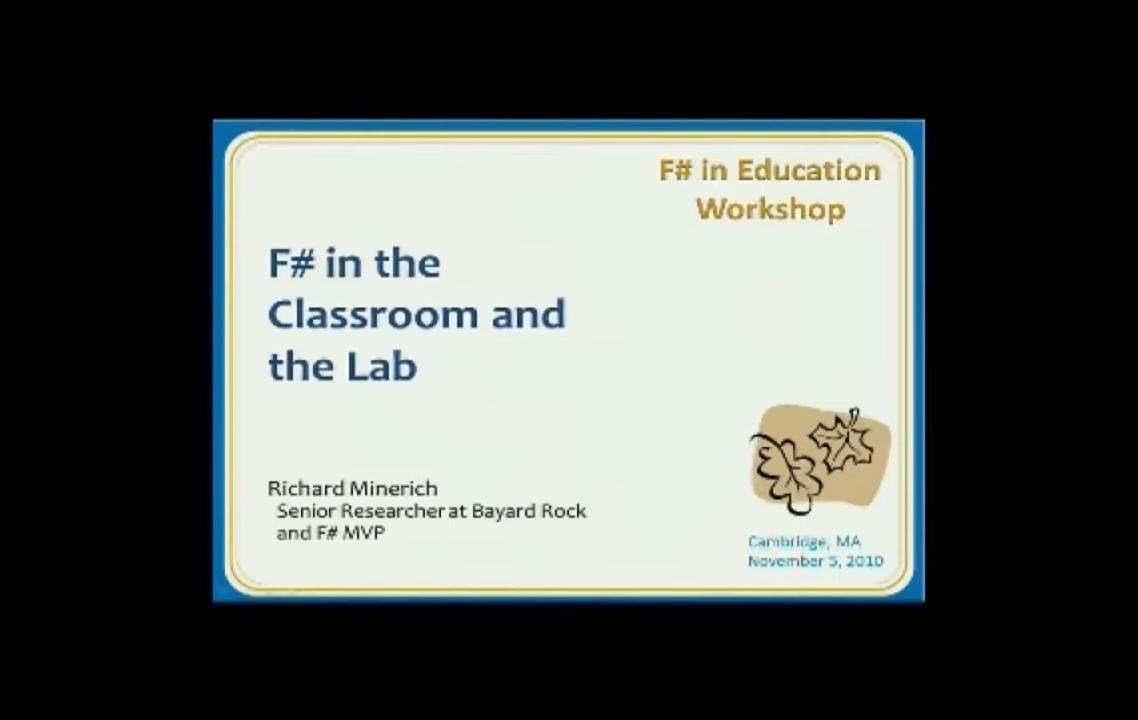 F# in Education
Workshop
F# in the
Classroom and
the Lab
Richard Minerich
Senior Researcher at Bayard Rock
and F# MVP
Cambridge, MA
November 5, 2010